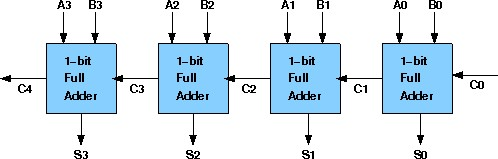 A3 B3 A2 B2 A1 B1 A0 B0
1-bit 1-bit 1-bit 1-bit
Full Full Full Full
C4 C3 C2 C1 C0
Adder Adder Adder Adder
S3 S2 S1 S0